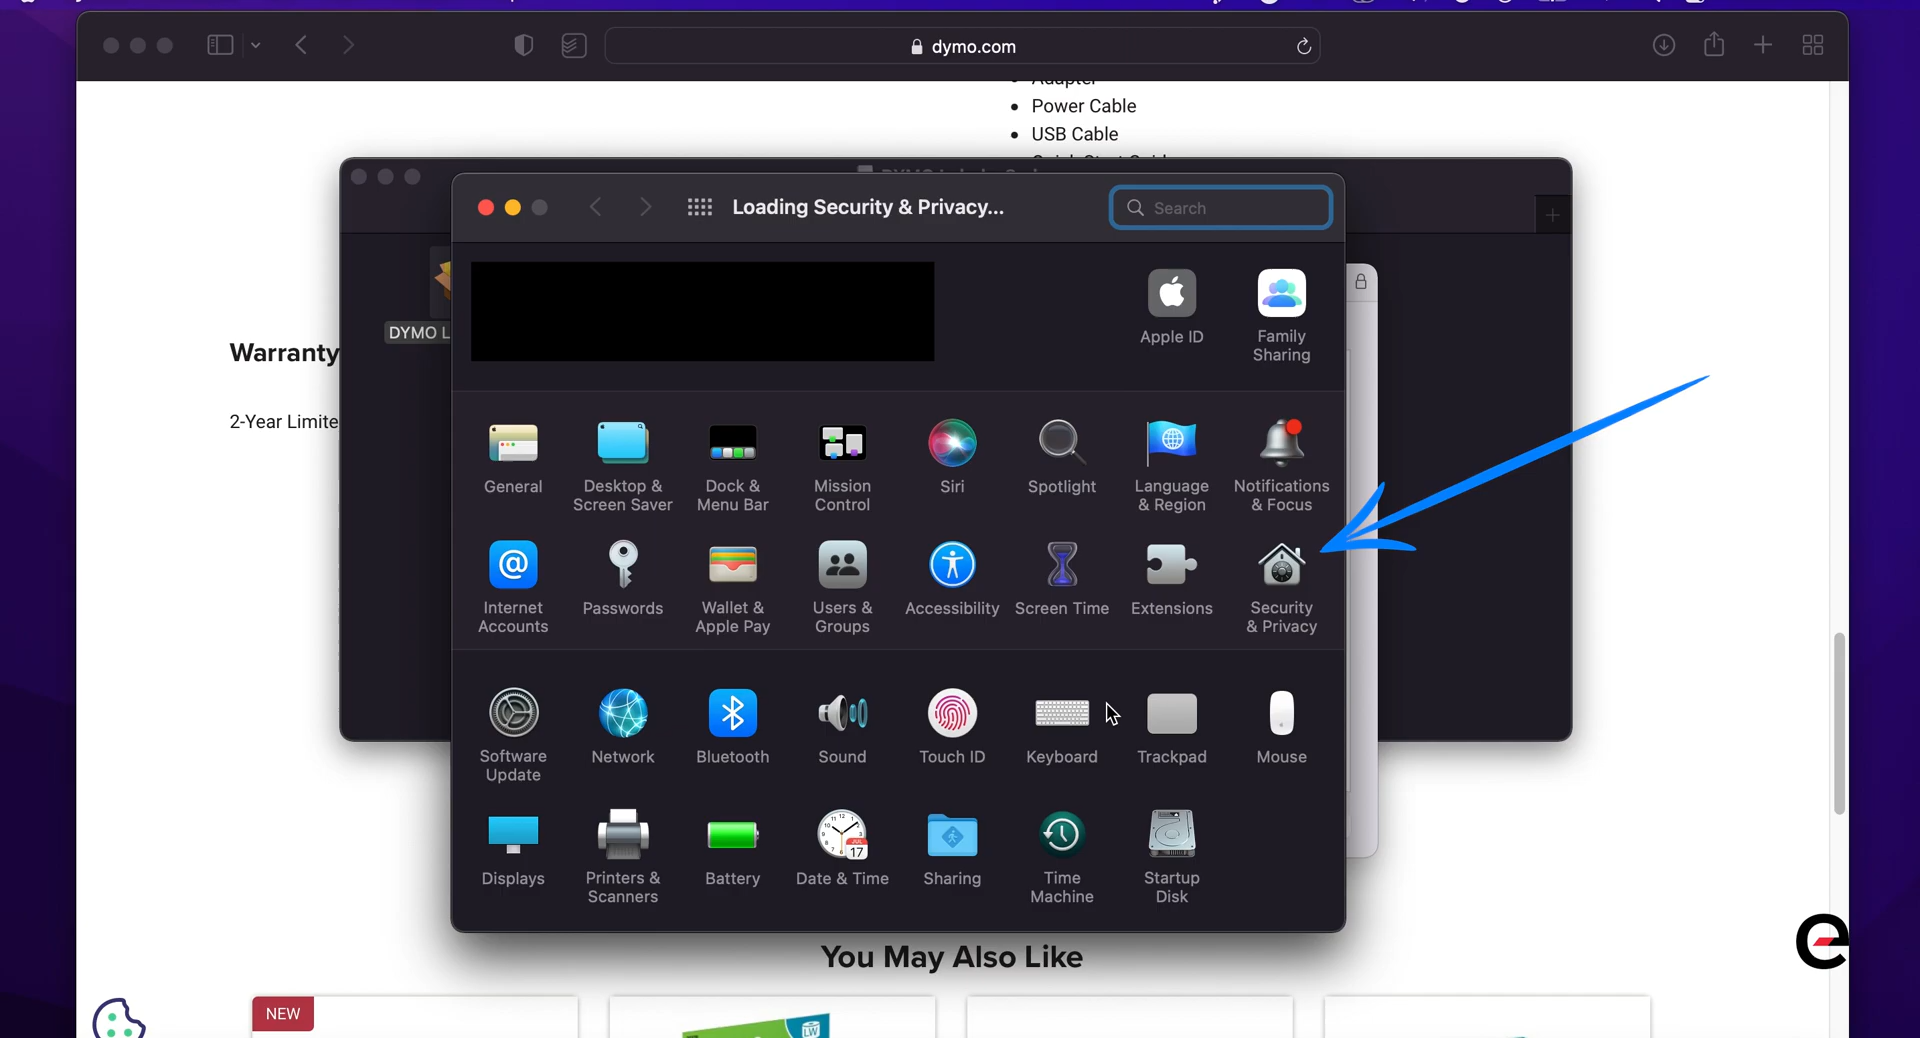 dymo.com
Power Cable
USB Cable
Loading Security & Privacy...
Search
DYMO L
Apple ID
Family
Sharing
Warranty
2-Year Limite
General
Desktop &
Screen Saver
Dock &
Menu Bar
Mission
Control
Siri
Spotlight
Language
& Region
Notifications
& Focus
Internet
Accounts
Passwords
Wallet &
Apple Pay
Users &
Groups
Accessibility
Screen Time
Extensions
Security
& Privacy
Software
Update
Network
Bluetooth
Sound
Touch ID
Keyboard
Trackpad
Mouse
Displays
Printers &
Scanners
Battery
JUL
17
Date & Time
Sharing
Time
Machine
Startup
Disk
You May Also Like
NEW
LW